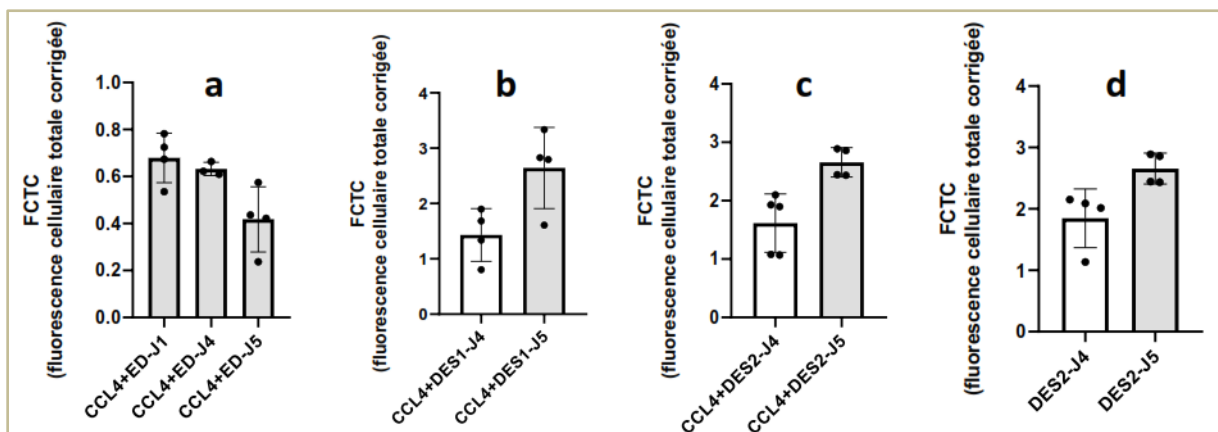 a
FCTC
(fluorescence cellulaire totale corrigée)
1.0
0.8
0.6
0.4
0.2
0.0
CCL4+ED-J1
CCL4+ED-J4
CCL4+ED-J5
b
FCTC
(fluorescence cellulaire totale corrigée)
4
3
2
1
0
CCL4+DES1-J4
CCL4+DES1-J5
c
FCTC
(fluorescence cellulaire totale corrigée)
4
3
2
1
0
CCL4+DES2-J4
CCL4+DES2-J5
d
FCTC
(fluorescence cellulaire totale corrigée)
4
3
2
1
0
DES2-J4
DES2-J5